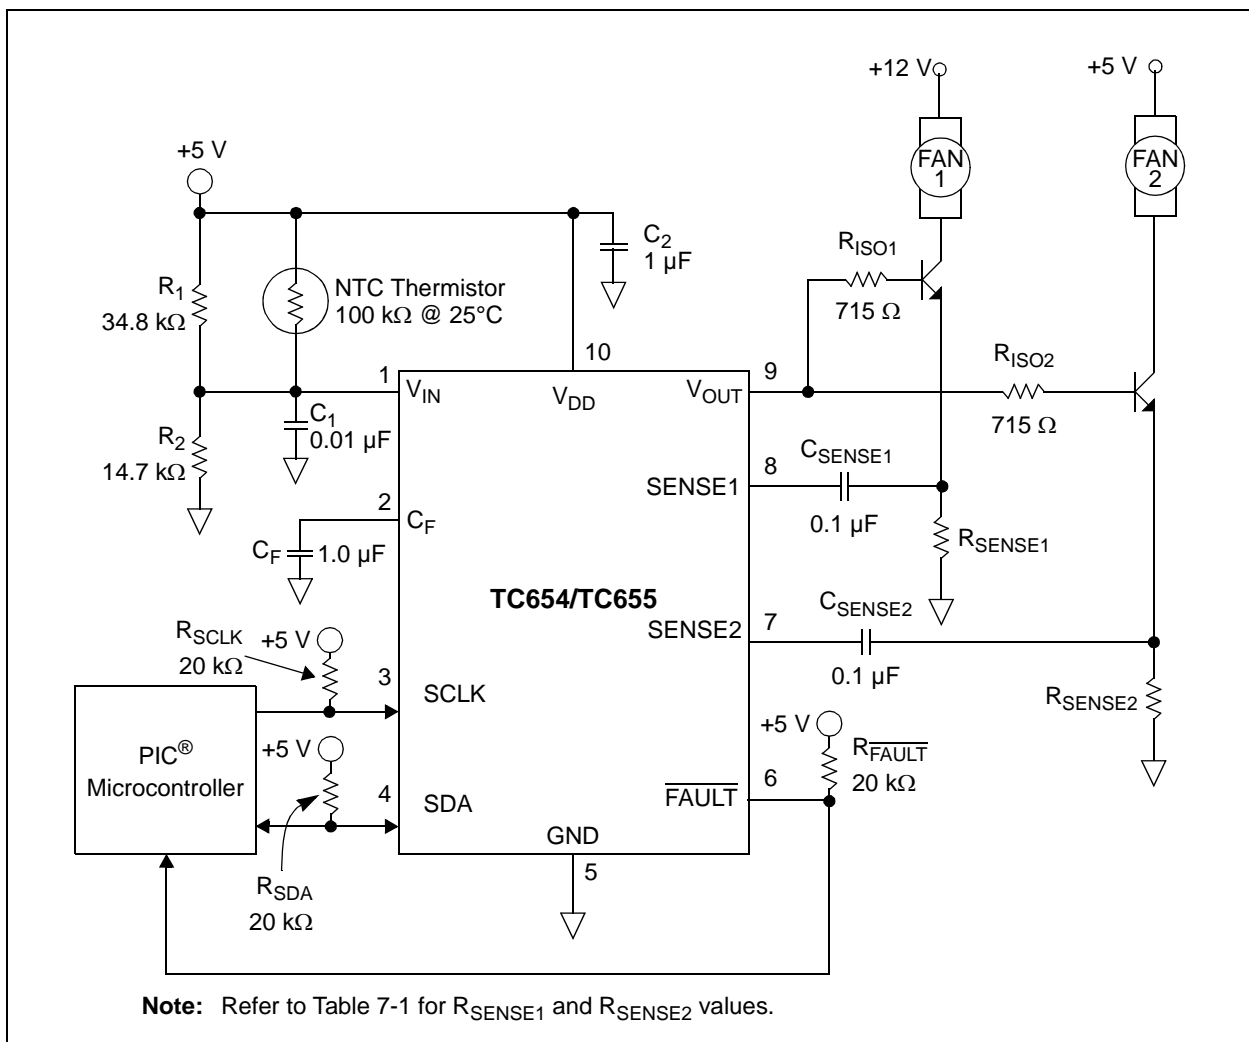 +12 V
+5 V
FAN
1
FAN
2
+5 V
C2
1 µF
RISO1
715 Ω
R1
34.8 kΩ
NTC Thermistor
100 kΩ @ 25°C
RISO2
715 Ω
1
VIN
10
VDD
9
VOUT
C1
0.01 µF
R2
14.7 kΩ
8
SENSE1
CSENSE1
0.1 µF
2
CF
CF
1.0 µF
RSENSE1
TC654/TC655
7
SENSE2
CSENSE2
0.1 µF
RSCLK
20 kΩ
+5 V
3
SCLK
RSENSE2
PIC®
Microcontroller
+5 V
4
SDA
+5 V
RFAULT
20 kΩ
6
FAULT
GND
5
RSDA
20 kΩ
Note: Refer to Table 7-1 for RSENSE1 and RSENSE2 values.